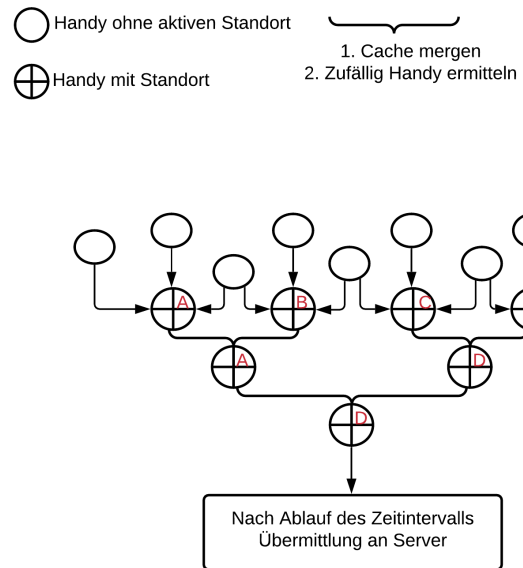 Handy ohne aktiven Standort
Handy mit Standort
1. Cache mergen
2. Zufällig Handy ermitteln
A
B
C
A
D
D
Nach Ablauf des Zeitintervalls
Übermittlung an Server